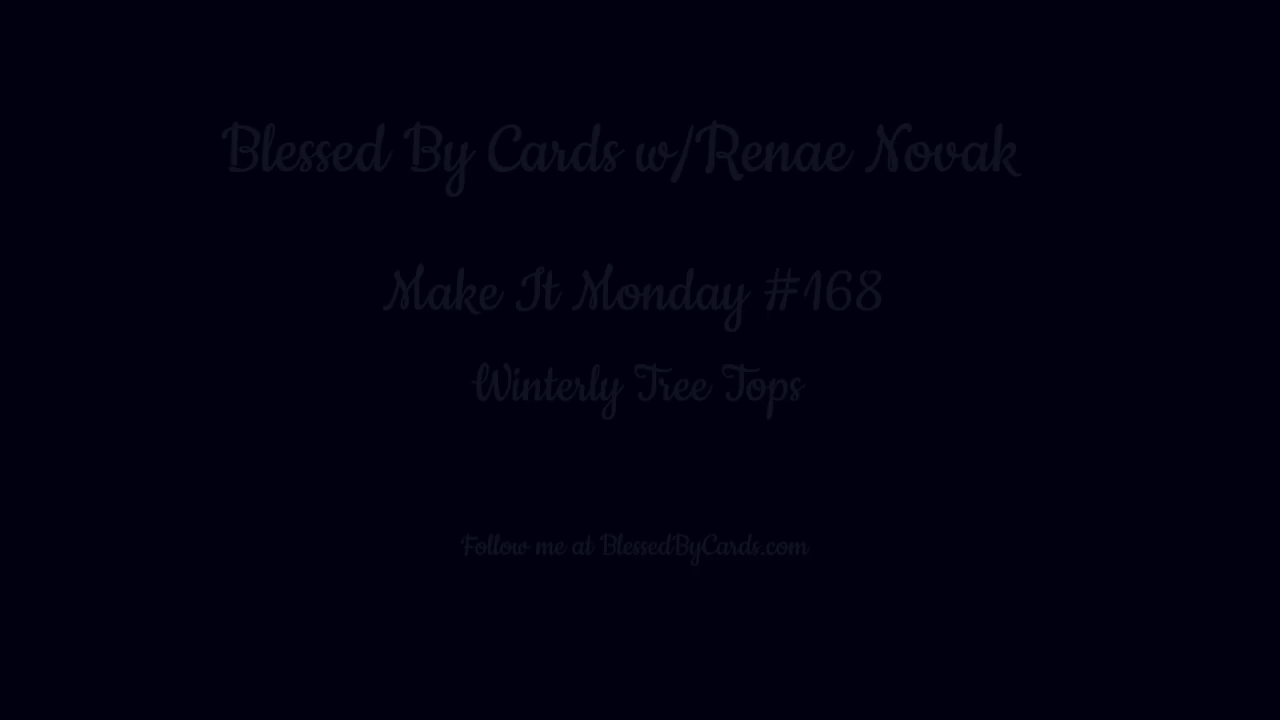 Blessed By Cards w/Renae Novak
Make It Monday #168
Winterly Tree Tops
Follow me at BlessedByCards.com